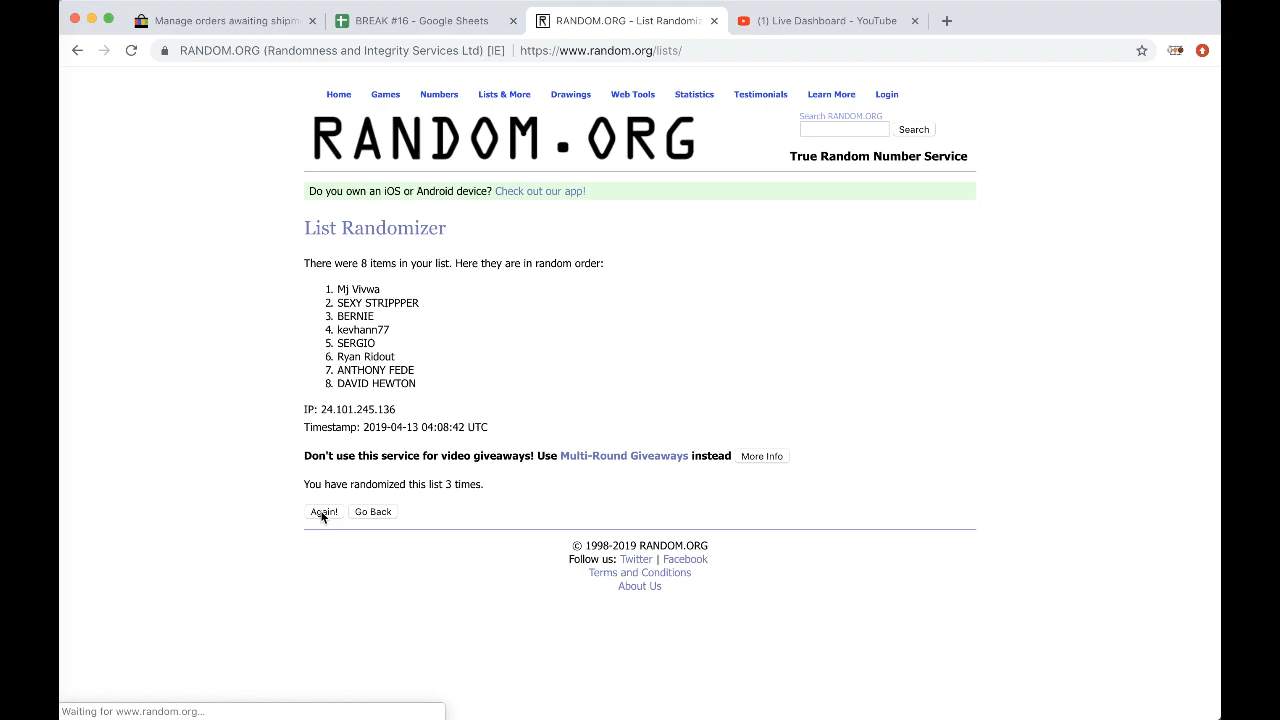 Manage orders awaiting shipm
BREAK #16 - Google Sheets
RANDOM.ORG - List Randomiz
(1) Live Dashboard - YouTube
RANDOM.ORG (Randomness and Integrity Services Ltd) [IE]
https://www.random.org/lists/
Home Games Numbers Lists & More Drawings Web Tools Statistics Testimonials Learn More Login
RANDOM.ORG
Search RANDOM.ORG
Search
True Random Number Service
Do you own an iOS or Android device? Check out our app!
List Randomizer
There were 8 items in your list. Here they are in random order:
1. Mj Vivwa
2. SEXY STRIPPPER
3. BERNIE
4. kevhann77
5. SERGIO
6. Ryan Ridout
7. ANTHONY FEDE
8. DAVID HEWTON
IP: 24.101.245.136
Timestamp: 2019-04-13 04:08:42 UTC
Don't use this service for video giveaways! Use Multi-Round Giveaways instead More Info
You have randomized this list 3 times.
Again! Go Back
© 1998-2019 RANDOM.ORG
Follow us: Twitter | Facebook
Terms and Conditions
About Us
Waiting for www.random.org...